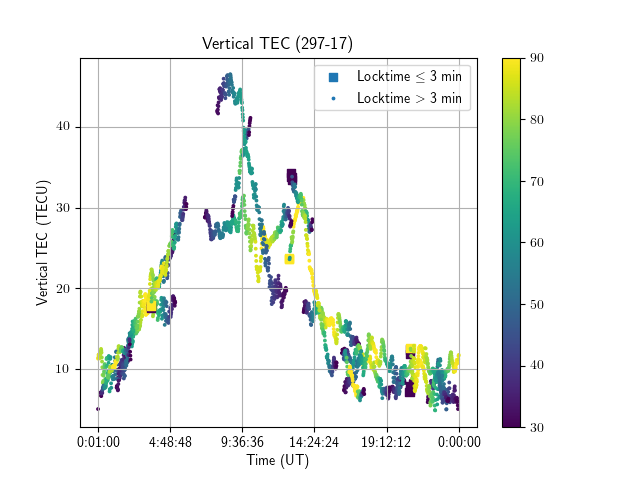 Vertical TEC (297-17)
Locktime ≤ 3 min
Locktime > 3 min
Vertical TEC (TECU)
40
30
20
10
0:01:00 4:48:48 9:36:36 14:24:24 19:12:12 0:00:00
Time (UT)
90
80
70
60
50
40
30